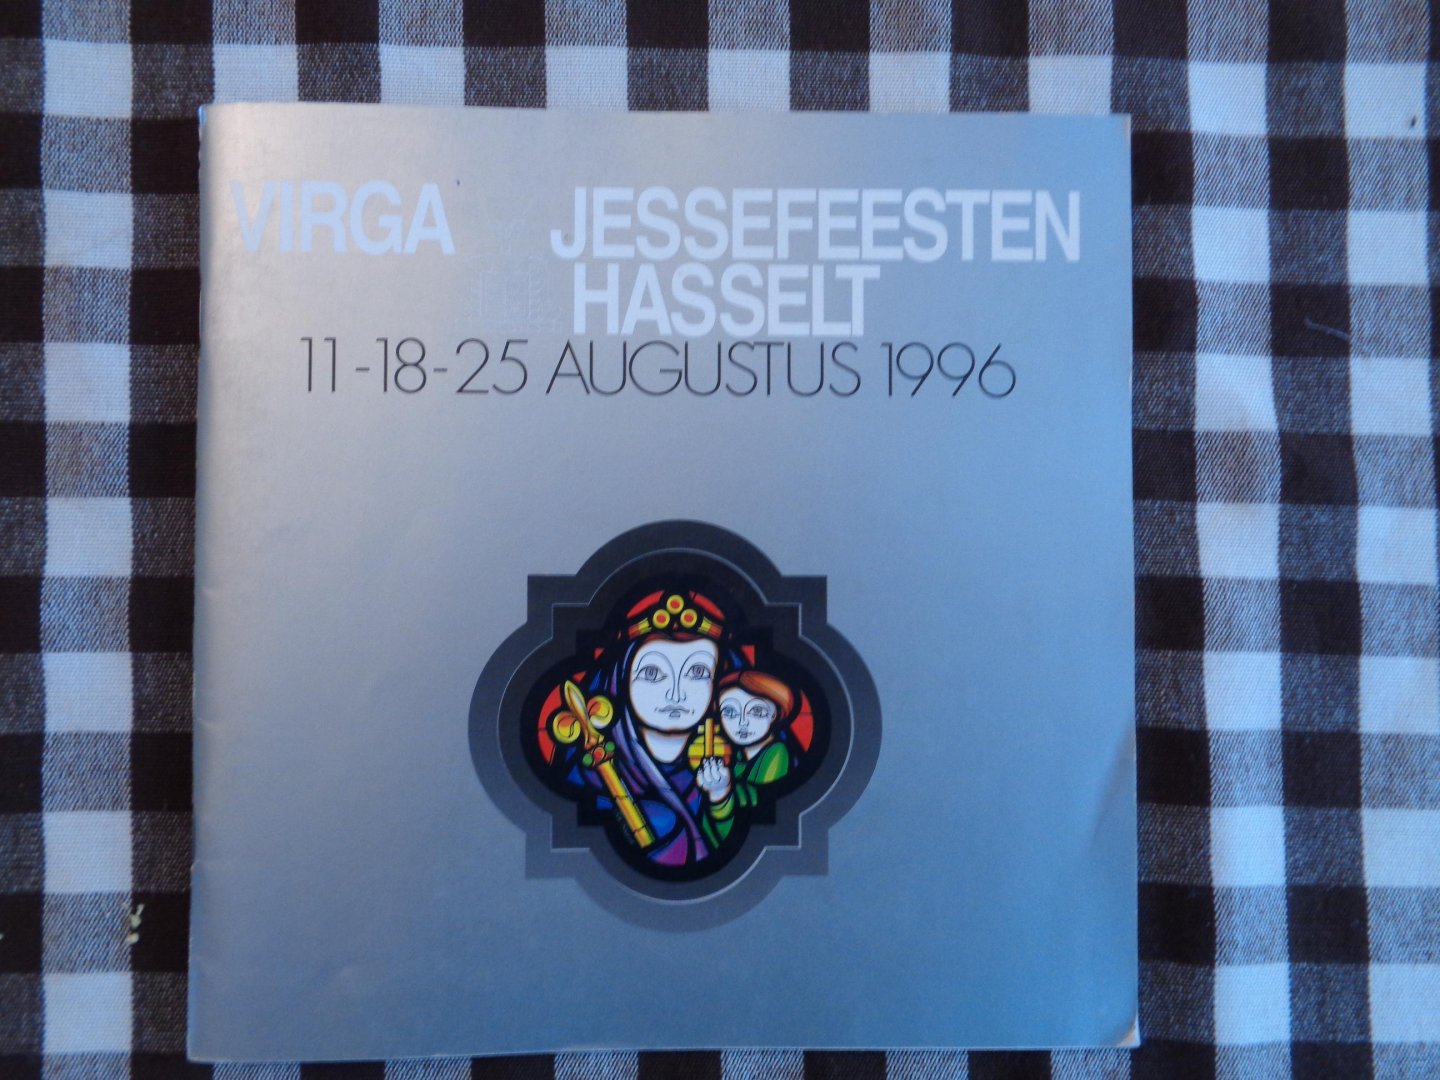 VIRGA JESSEFEESTEN
HASSELT
11-18-25 AUGUSTUS 1996